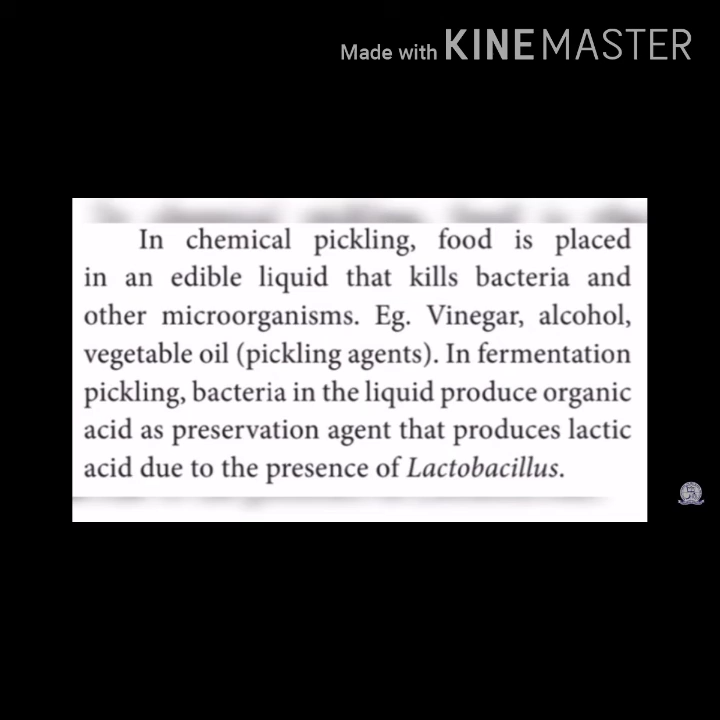 Made with KINEMASTER
In chemical pickling, food is placed
in an edible liquid that kills bacteria and
other microorganisms. Eg. Vinegar, alcohol,
vegetable oil (pickling agents). In fermentation
pickling, bacteria in the liquid produce organic
acid as preservation agent that produces lactic
acid due to the presence of Lactobacillus.